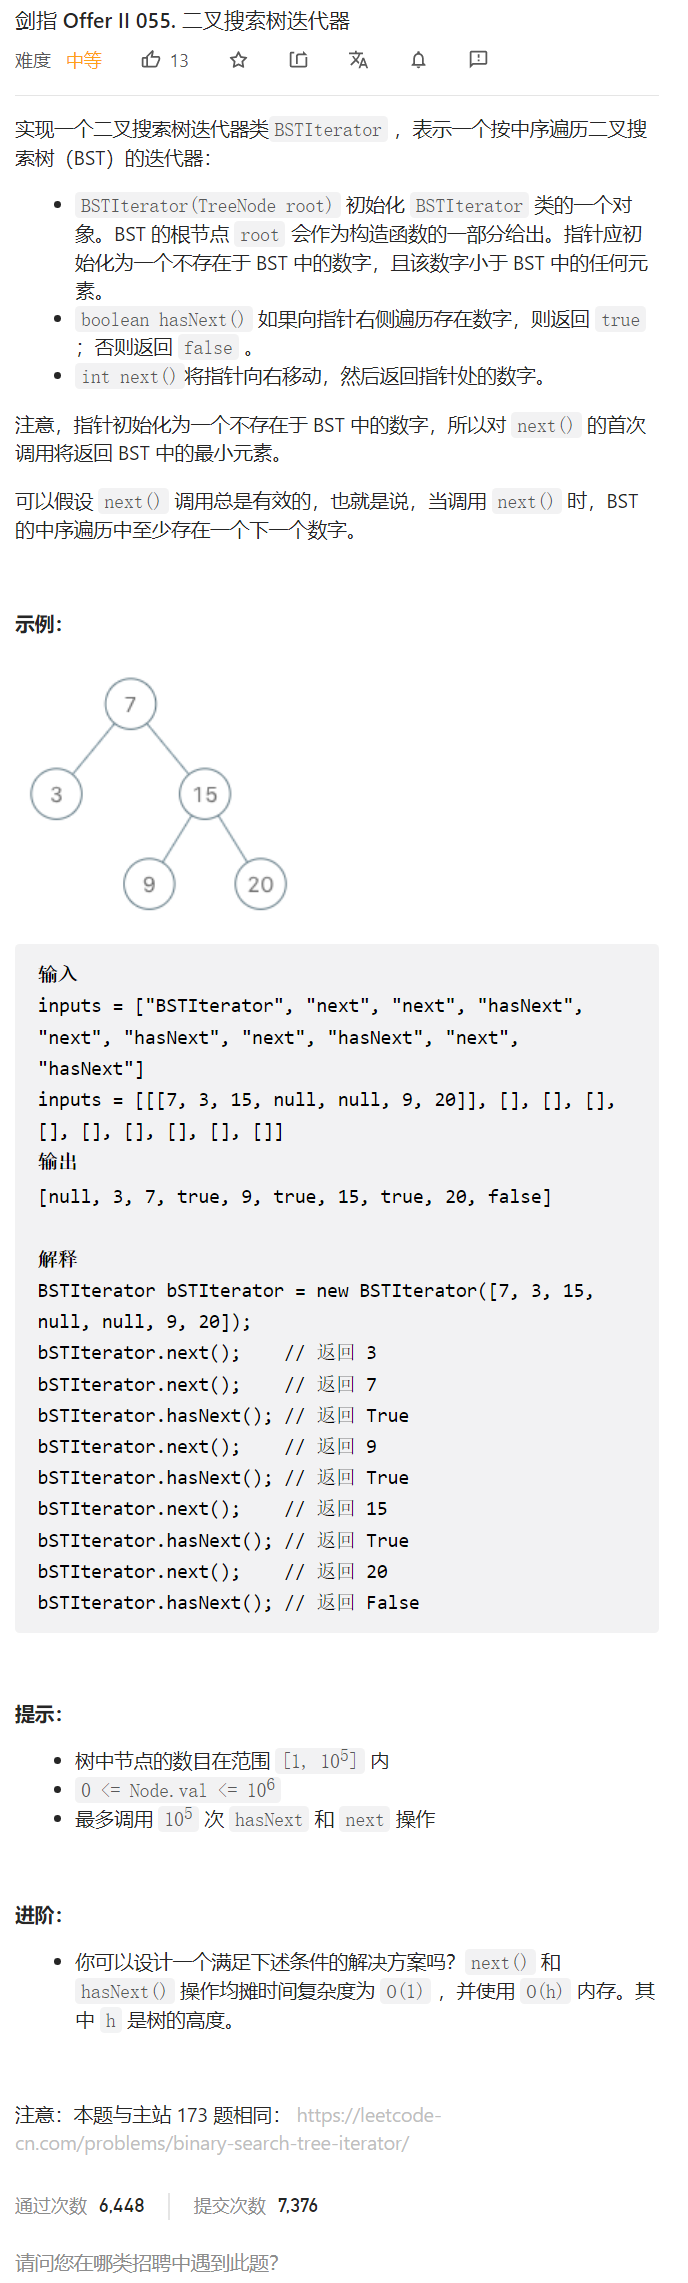 剑指 Offer II 055. 二叉搜索树迭代器
难度 中等 13
实现一个二叉搜索树迭代器类BSTIterator ，表示一个按中序遍历二叉搜
索树（BST）的迭代器：
BSTIterator(TreeNode root) 初始化 BSTIterator 类的一个对
象。BST 的根节点 root 会作为构造函数的一部分给出。指针应初
始化为一个不存在于 BST 中的数字，且该数字小于 BST 中的任何元
素。
boolean hasNext() 如果向指针右侧遍历存在数字，则返回 true
；否则返回 false 。
int next()将指针向右移动，然后返回指针处的数字。
注意，指针初始化为一个不存在于 BST 中的数字，所以对 next() 的首次
调用将返回 BST 中的最小元素。
可以假设 next() 调用总是有效的，也就是说，当调用 next() 时，BST
的中序遍历中至少存在一个下一个数字。
示例：
7
3 15
9 20
输入
inputs = ["BSTIterator", "next", "next", "hasNext",
"next", "hasNext", "next", "hasNext", "next",
"hasNext"]
inputs = [[[7, 3, 15, null, null, 9, 20]], [], [], [],
[], [], [], [], [], []]
输出
[null, 3, 7, true, 9, true, 15, true, 20, false]
解释
BSTIterator bSTIterator = new BSTIterator([7, 3, 15,
null, null, 9, 20]);
bSTIterator.next();    // 返回 3
bSTIterator.next();    // 返回 7
bSTIterator.hasNext(); // 返回 True
bSTIterator.next();    // 返回 9
bSTIterator.hasNext(); // 返回 True
bSTIterator.next();    // 返回 15
bSTIterator.hasNext(); // 返回 True
bSTIterator.next();    // 返回 20
bSTIterator.hasNext(); // 返回 False
提示：
树中节点的数目在范围 [1, 10⁵] 内
0 <= Node.val <= 10⁶
最多调用 10⁵ 次 hasNext 和 next 操作
进阶：
你可以设计一个满足下述条件的解决方案吗？next() 和
hasNext() 操作均摊时间复杂度为 O(1) ，并使用 O(h) 内存。其
中 h 是树的高度。
注意：本题与主站 173 题相同： https://leetcode-
cn.com/problems/binary-search-tree-iterator/
通过次数 6,448 提交次数 7,376
请问您在哪类招聘中遇到此题？